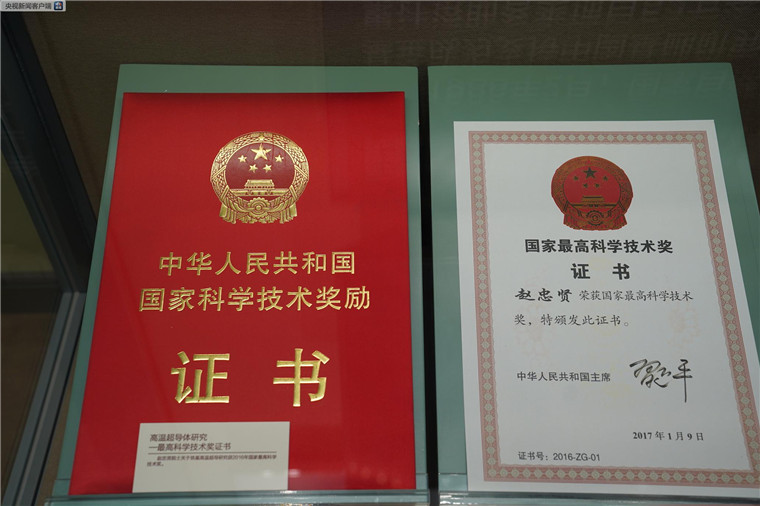 央视新闻客户端
中华人民共和国
国家科学技术奖励
证书
高温超导体研究
—最高科学技术奖证书
国家最高科学技术奖
证书
赵忠贤 荣获国家最高科学技术
奖，特颁发此证书。
中华人民共和国主席
2017年1月9日
证书号：2016-ZG-01